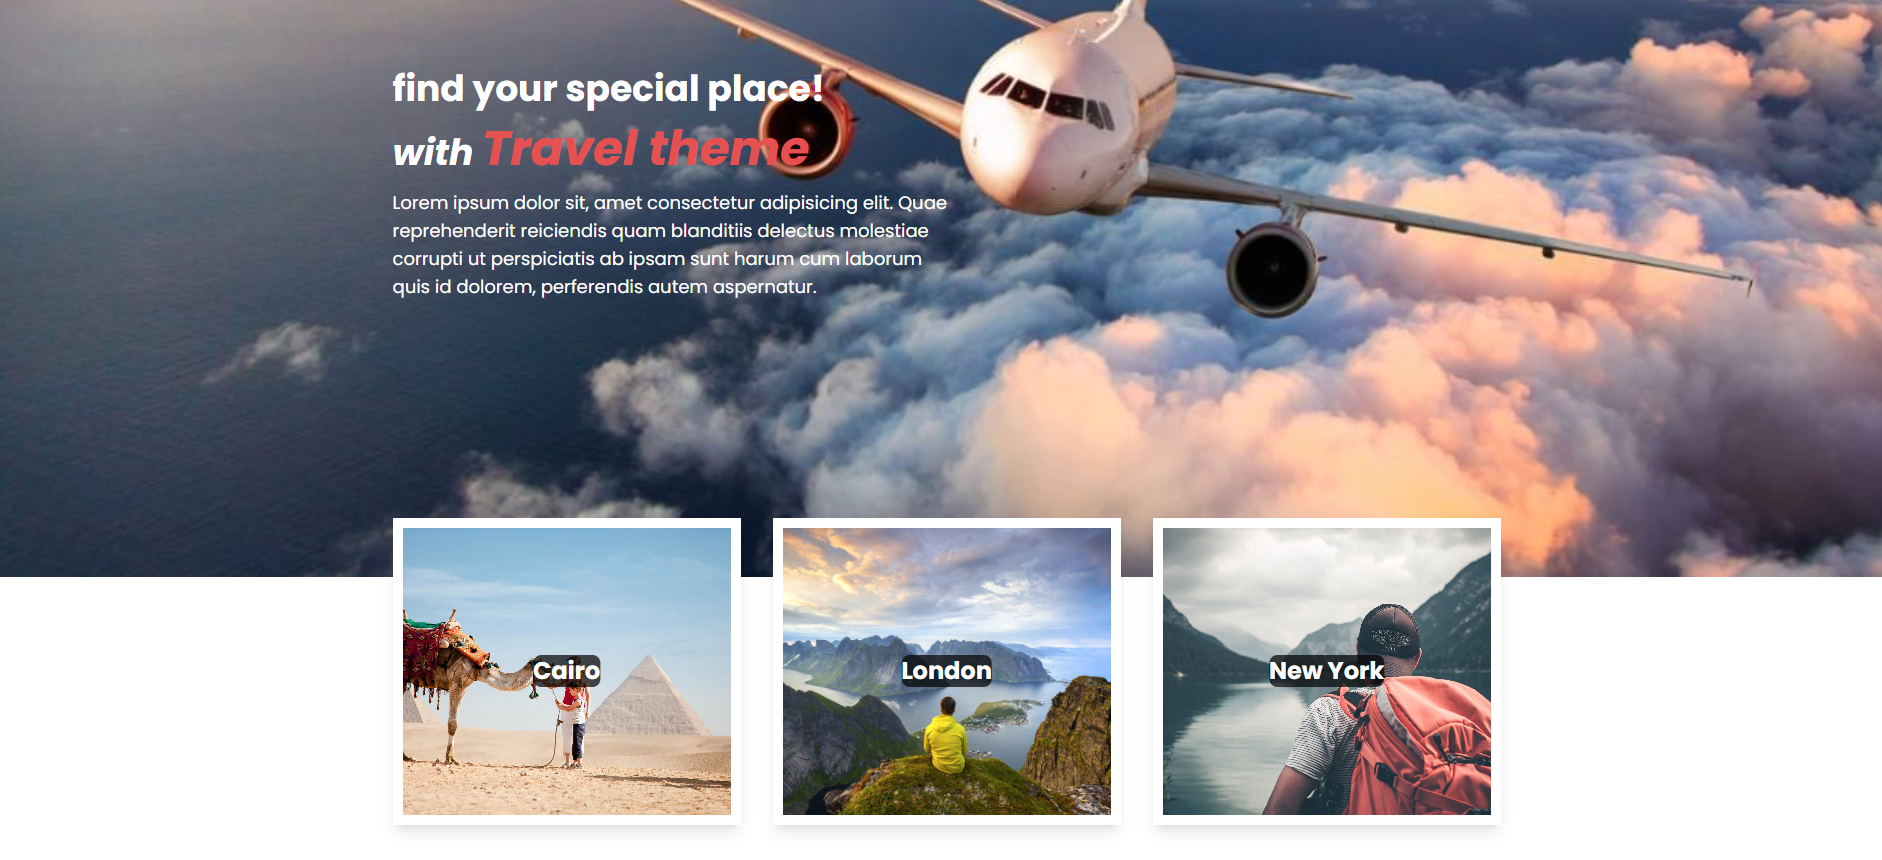 find your special place!
with Travel theme
Lorem ipsum dolor sit, amet consectetur adipisicing elit. Quae
reprehenderit reiciendis quam blanditiis delectus molestiae
corrupti ut perspiciatis ab ipsam sunt harum cum laborum
quis id dolorem, perferendis autem aspernatur.
Cairo
London
New York